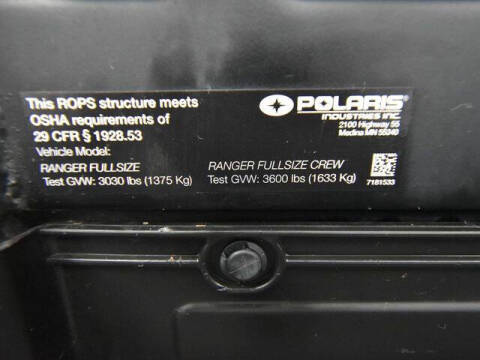 This ROPS structure meets
OSHA requirements of
29 CFR § 1928.53
Vehicle Model:
RANGER FULLSIZE
Test GVW: 3030 lbs (1375 Kg)
POLARIS
INDUSTRIES INC.
2100 Highway 55
Medina MN 55340
RANGER FULLSIZE CREW
Test GVW: 3600 lbs (1633 Kg)
7181533